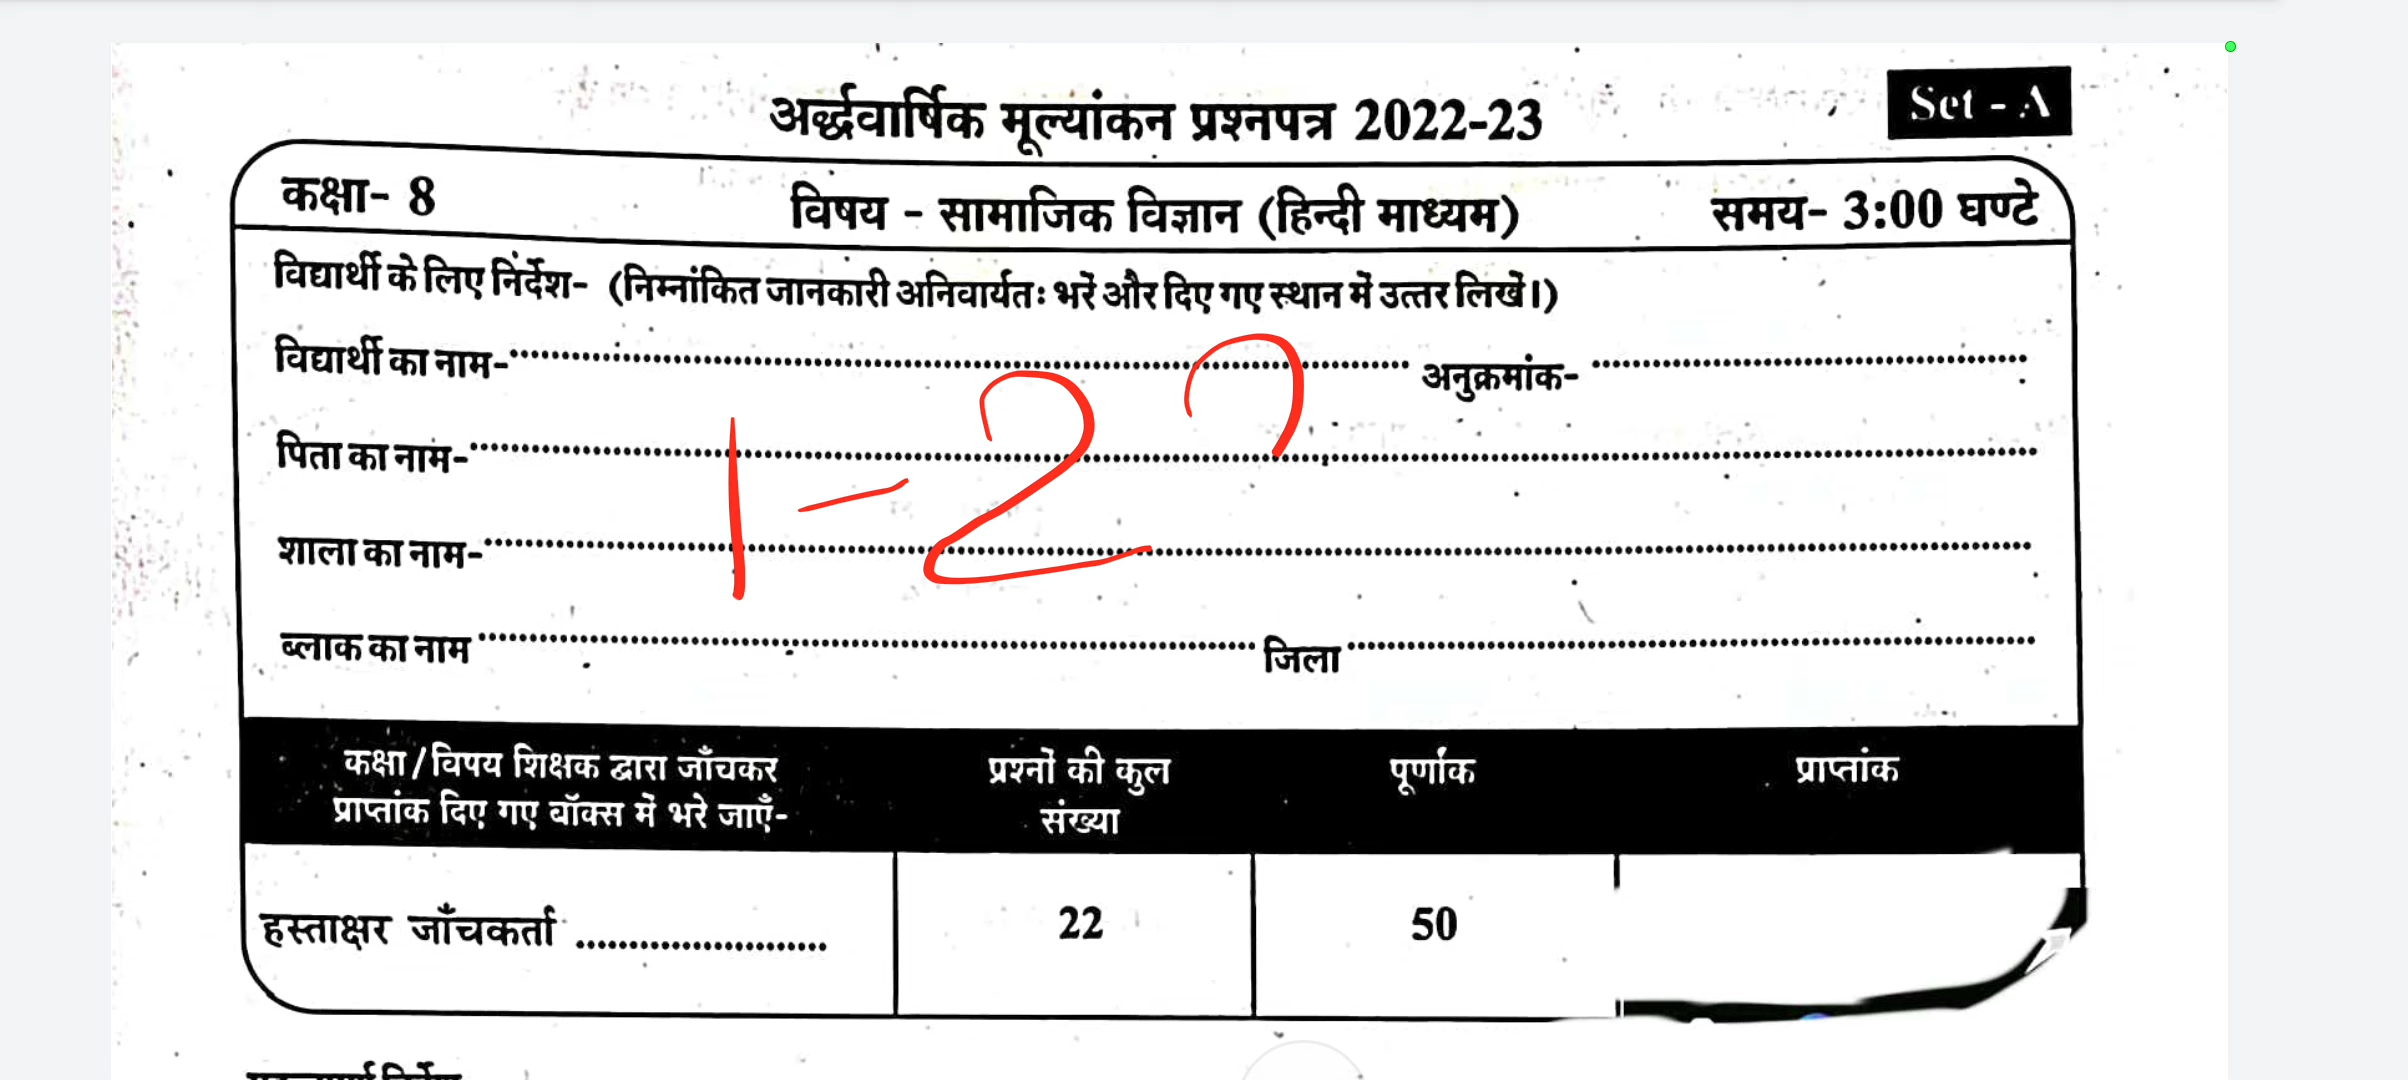 अर्द्धवार्षिक मूल्यांकन प्रश्नपत्र 2022-23
Set - A
कक्षा- 8
विषय - सामाजिक विज्ञान (हिन्दी माध्यम)
समय- 3:00 घण्टे
विद्यार्थी के लिए निर्देश- (निम्नांकित जानकारी अनिवार्यतः भरें और दिए गए स्थान में उत्तर लिखें।)
विद्यार्थी का नाम- अनुक्रमांक-
पिता का नाम-
1-2
शाला का नाम-
ब्लाक का नाम जिला
कक्षा/विषय शिक्षक द्वारा जाँचकर
प्राप्तांक दिए गए बॉक्स में भरे जाएँ-
प्रश्नों की कुल
संख्या
पूर्णांक
प्राप्तांक
हस्ताक्षर जाँचकर्ता ........................
22
50